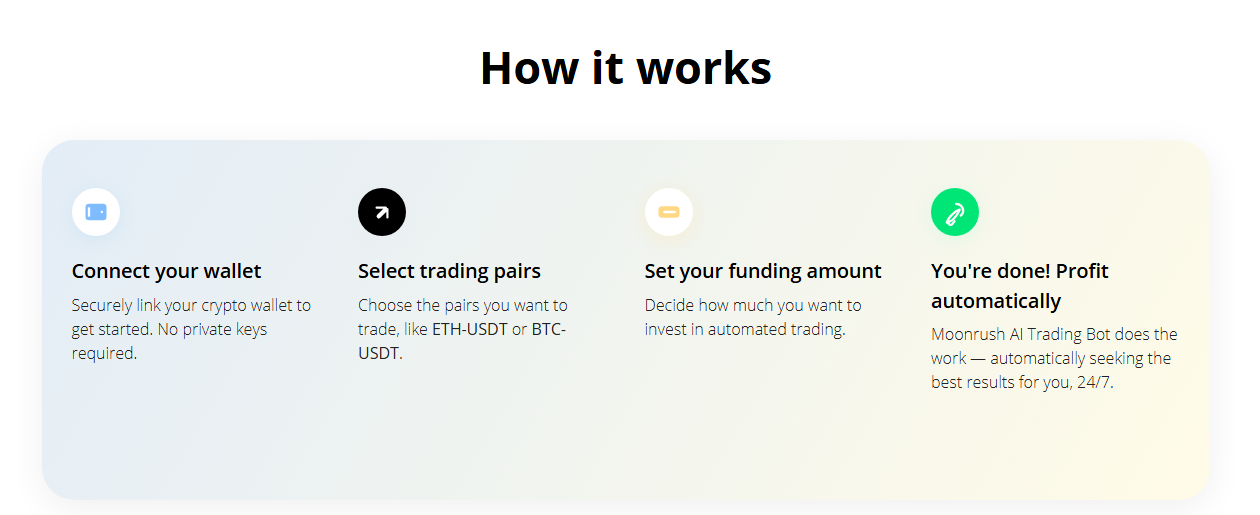 How it works
Connect your wallet
Securely link your crypto wallet to
get started. No private keys
required.
Select trading pairs
Choose the pairs you want to
trade, like ETH-USDT or BTC-
USDT.
Set your funding amount
Decide how much you want to
invest in automated trading.
You're done! Profit
automatically
Moonrush AI Trading Bot does the
work — automatically seeking the
best results for you, 24/7.